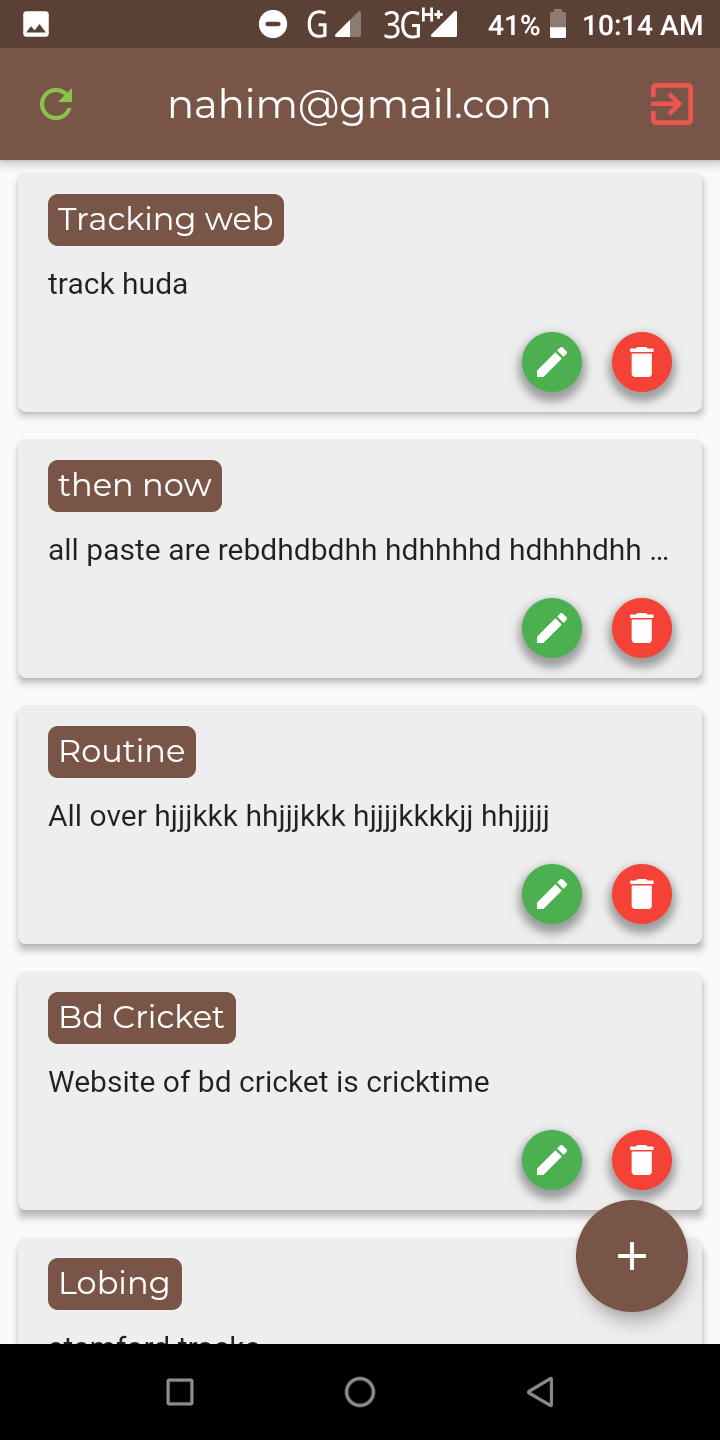 G 3G H+ 41% 10:14 AM
nahim@gmail.com
Tracking web
track huda
then now
all paste are rebdhdbdhh hdhhhhd hdhhhdhh ...
Routine
All over hjjjkkk hhjjjkkk hjjjjkkkkjj hhjjjjj
Bd Cricket
Website of bd cricket is cricktime
Lobing